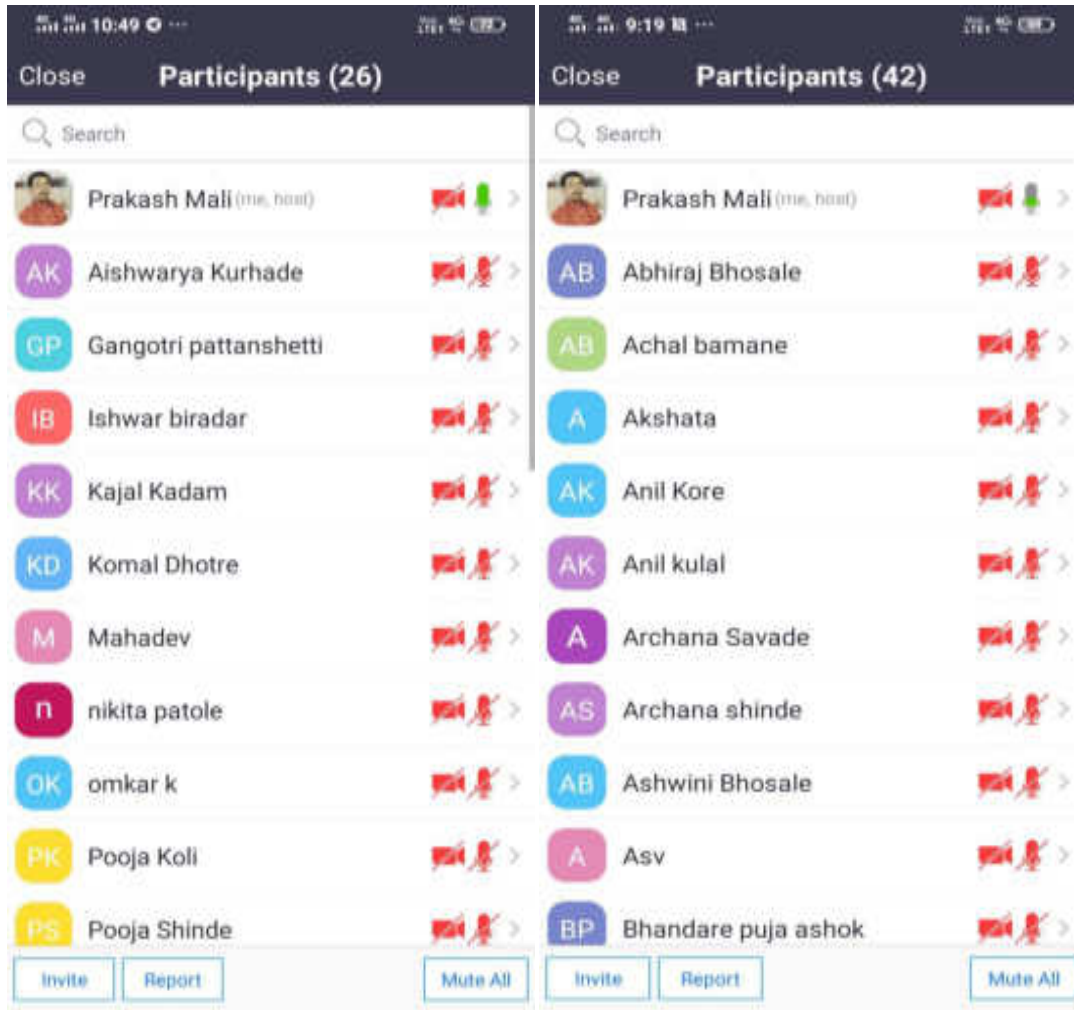 10:49
Close Participants (26)
Search
Prakash Mali (me, host)
AK Aishwarya Kurhade
GP Gangotri pattanshetti
IB Ishwar biradar
KK Kajal Kadam
KD Komal Dhotre
M Mahadev
n nikita patole
OK omkar k
PK Pooja Koli
PS Pooja Shinde
Invite Report Mute All
9:19
Close Participants (42)
Search
Prakash Mali (me, host)
AB Abhiraj Bhosale
AB Achal bamane
A Akshata
AK Anil Kore
AK Anil kulal
A Archana Savade
AS Archana shinde
AB Ashwini Bhosale
A Asv
BP Bhandare puja ashok
Invite Report Mute All